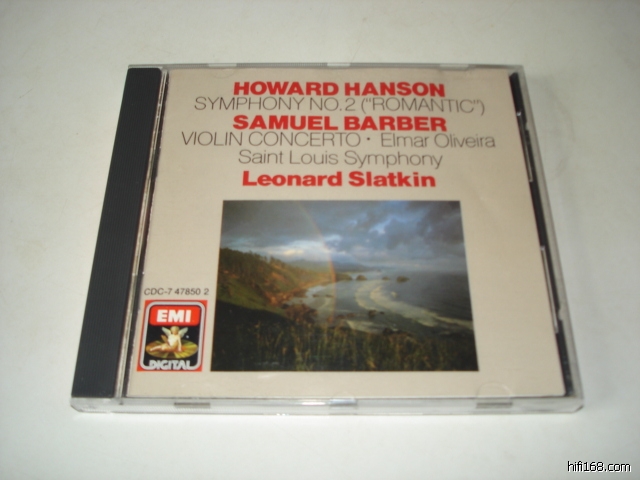 HOWARD HANSON
SYMPHONY NO. 2 ("ROMANTIC")
SAMUEL BARBER
VIOLIN CONCERTO · Elmar Oliveira
Saint Louis Symphony
Leonard Slatkin
CDC-7 47850 2
EMI
DIGITAL
hifi168.com